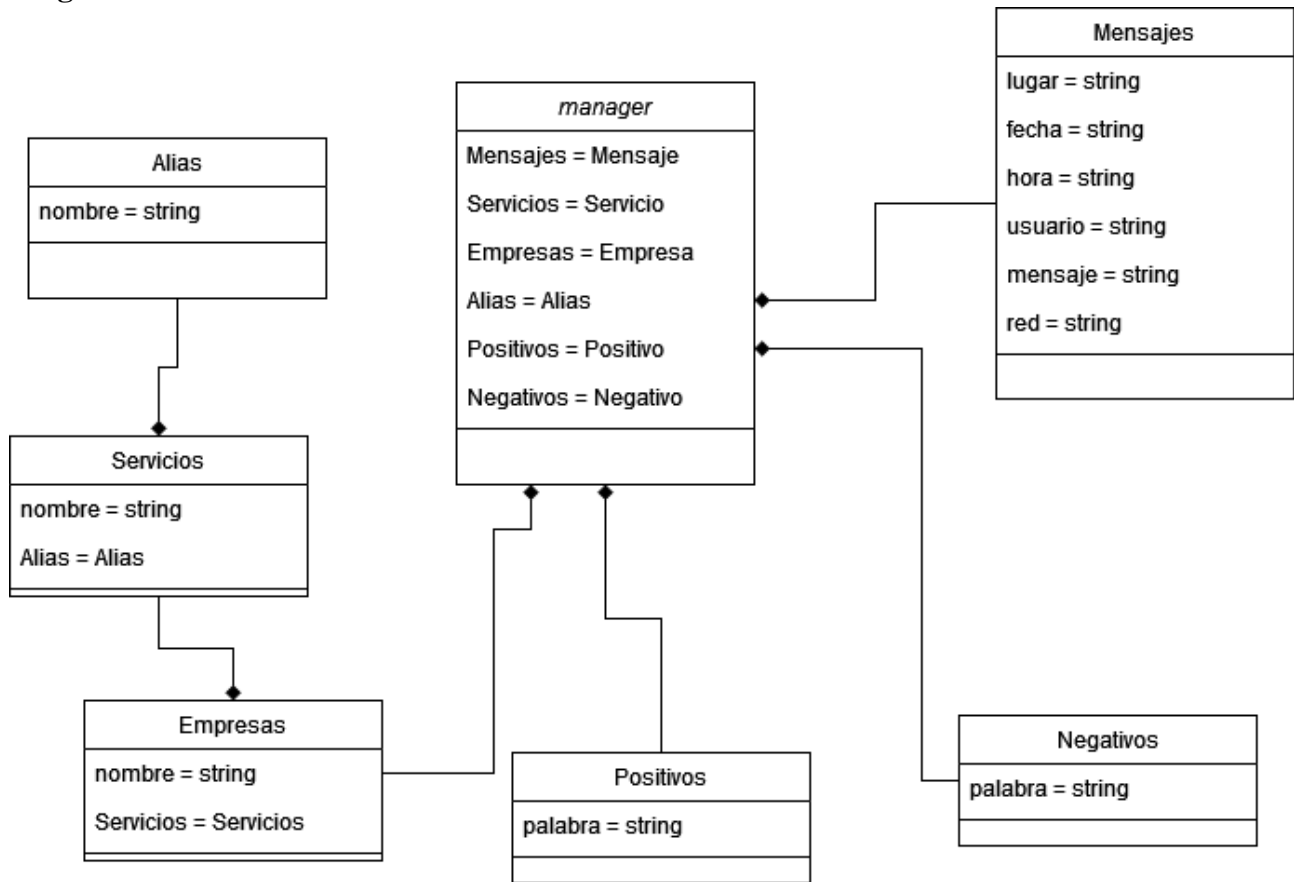 Mensajes
lugar = string
fecha = string
hora = string
usuario = string
mensaje = string
red = string
manager
Mensajes = Mensaje
Servicios = Servicio
Empresas = Empresa
Alias = Alias
Positivos = Positivo
Negativos = Negativo
Alias
nombre = string
Servicios
nombre = string
Alias = Alias
Empresas
nombre = string
Servicios = Servicios
Positivos
palabra = string
Negativos
palabra = string